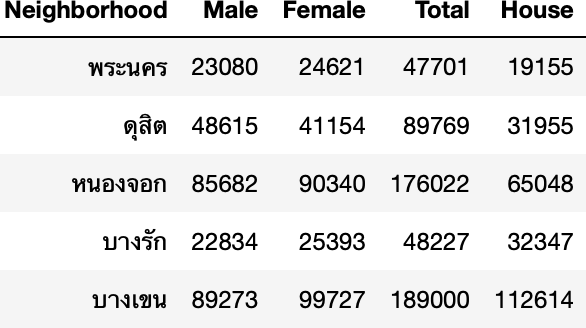 Neighborhood Male Female Total House
พระนคร 23080 24621 47701 19155
ดุสิต 48615 41154 89769 31955
หนองจอก 85682 90340 176022 65048
บางรัก 22834 25393 48227 32347
บางเขน 89273 99727 189000 112614